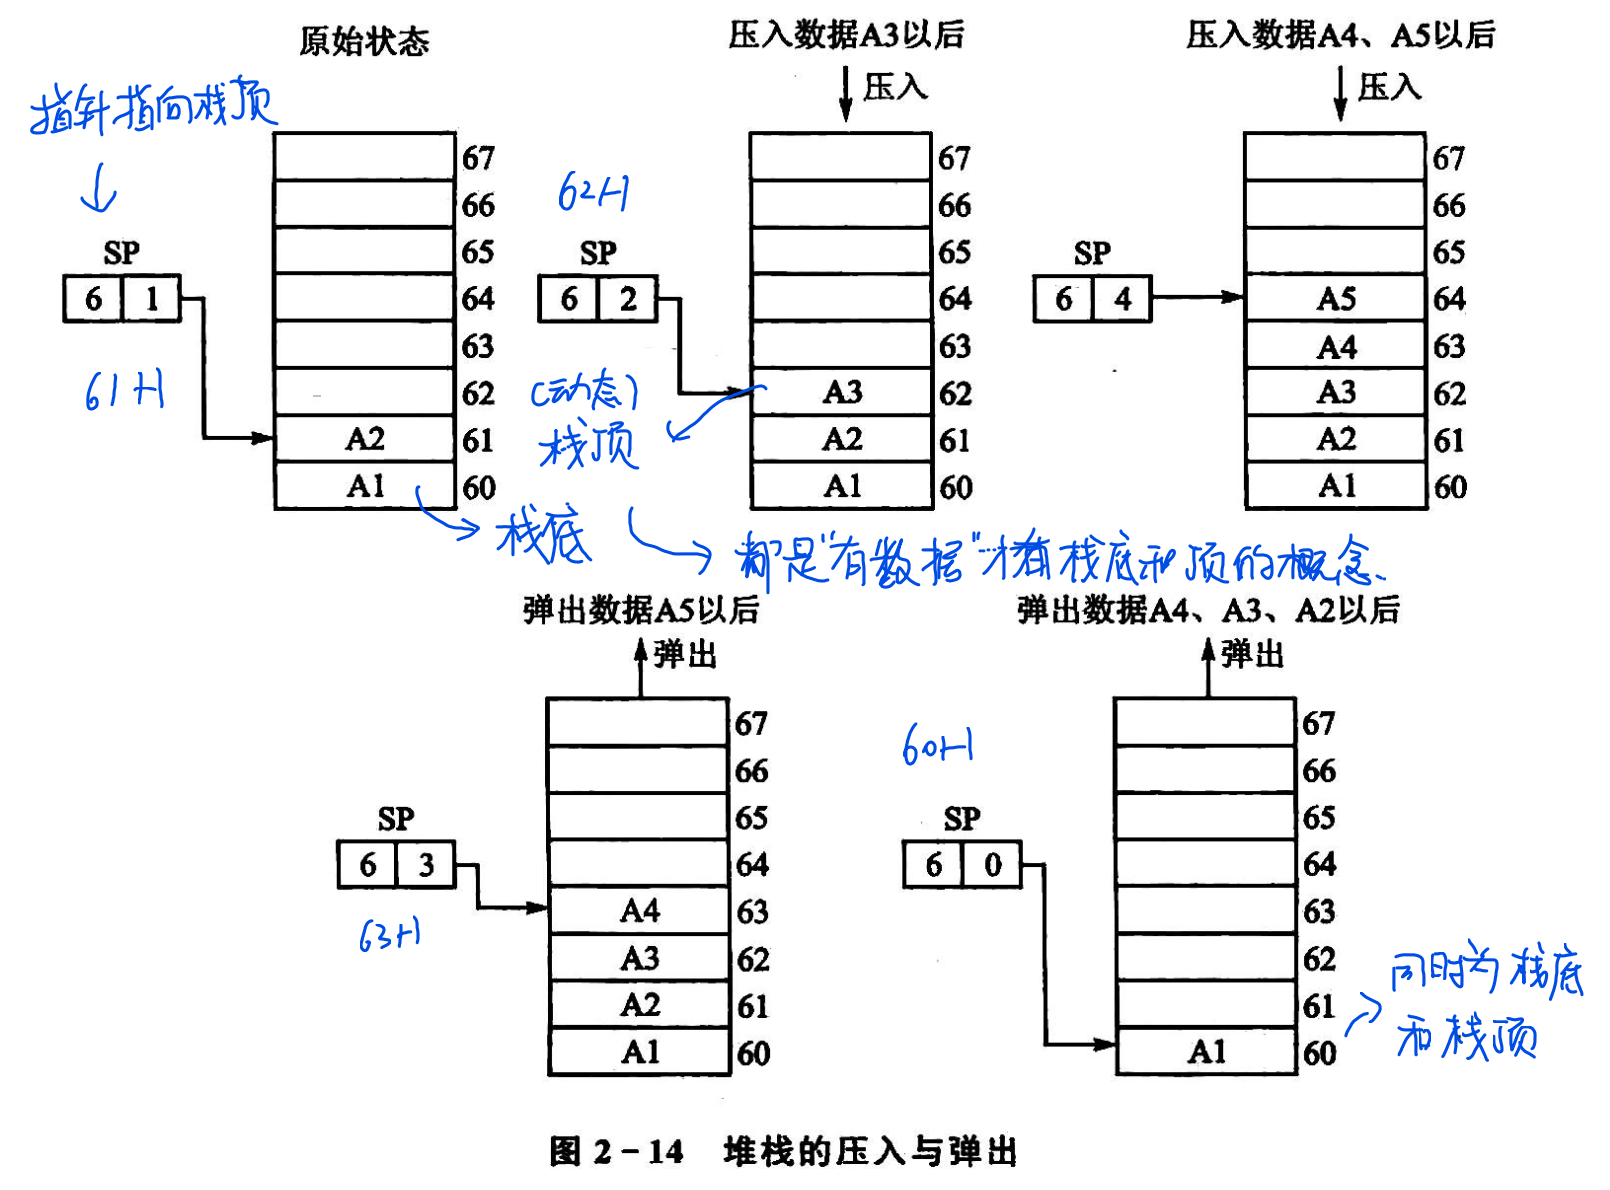 原始状态
压入数据A3以后
压入数据A4、A5以后
压入
压入
指针指向栈顶
67
66
65
64
63
62
61
60
SP
6 1
61H
A2
A1
栈底
62H
SP
6 2
(动态)
栈顶
67
66
65
64
63
A3 62
A2 61
A1 60
SP
6 4
67
66
65
A5 64
A4 63
A3 62
A2 61
A1 60
都是“有数据”才有栈底和顶的概念、
弹出数据A5以后
弹出数据A4、A3、A2以后
弹出
弹出
SP
6 3
63H
67
66
65
64
A4 63
A3 62
A2 61
A1 60
60H
SP
6 0
67
66
65
64
63
62
61
A1 60
同时为栈底
和栈顶
图 2-14 堆栈的压入与弹出